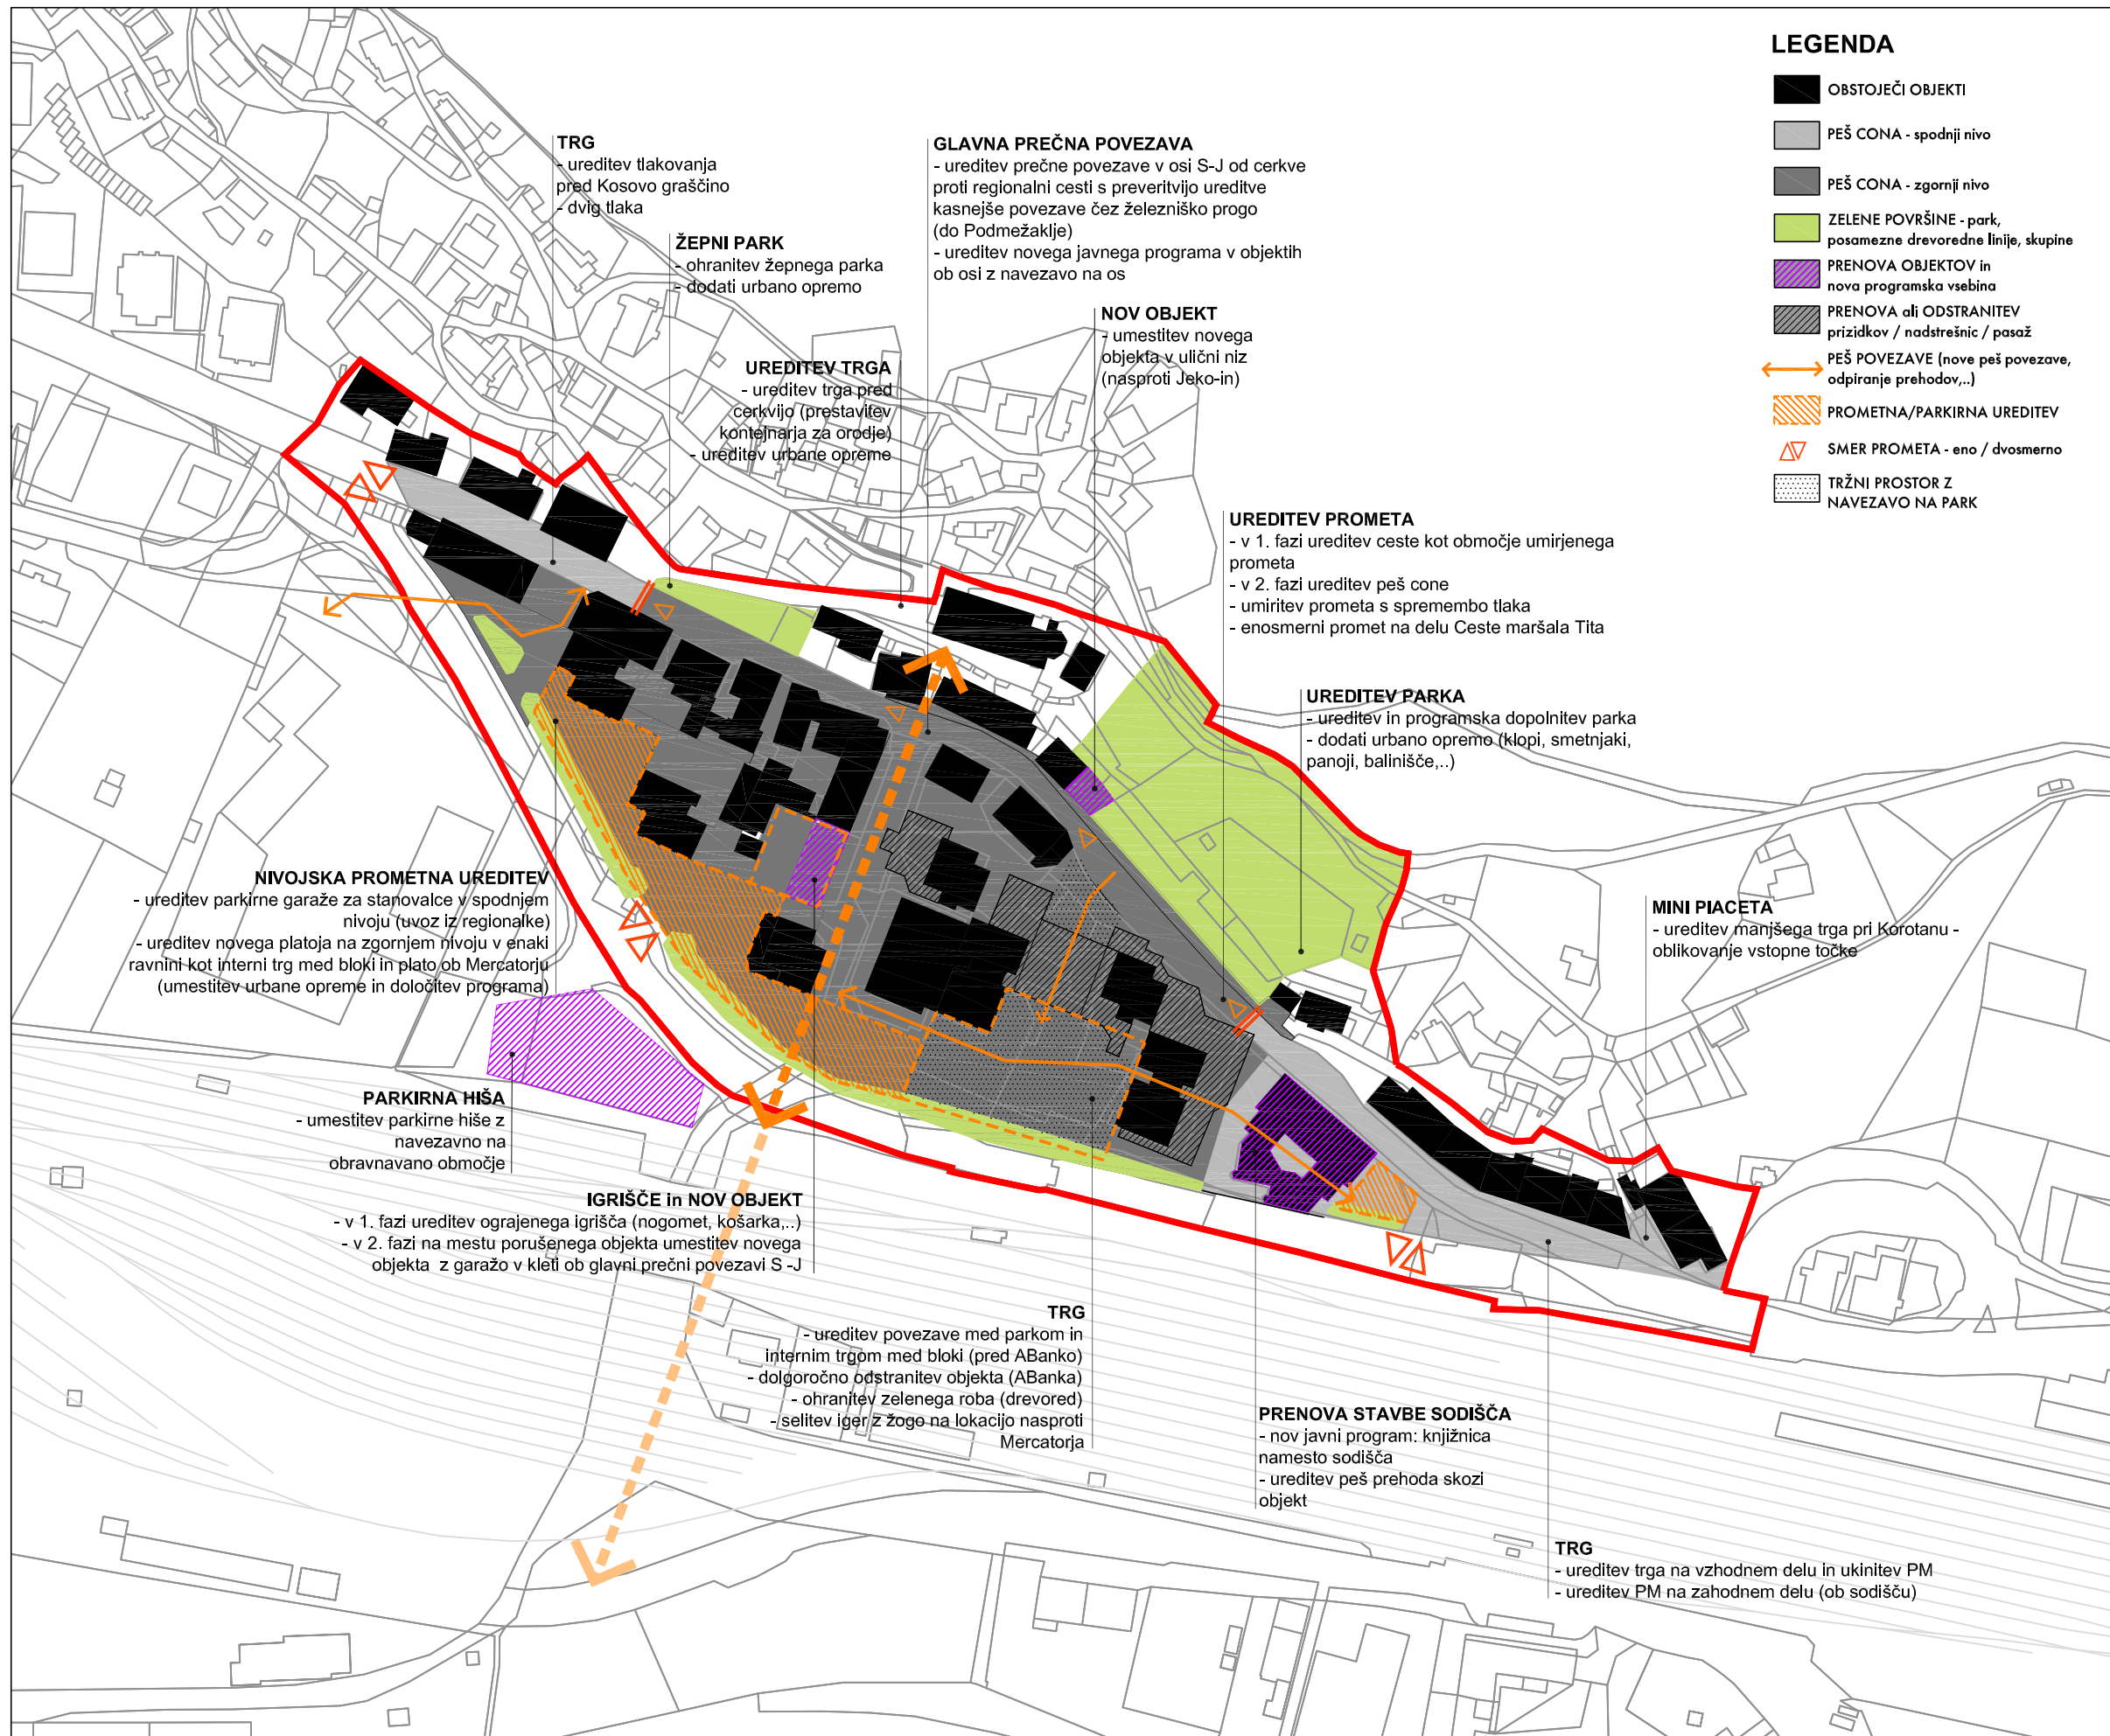 LEGENDA
OBSTOJEČI OBJEKTI
PEŠ CONA - spodnji nivo
PEŠ CONA - zgornji nivo
ZELENE POVRŠINE - park,
posamezne drevoredne linije, skupine
PRENOVA OBJEKTOV in
nova programska vsebina
PRENOVA ali ODSTRANITEV
prizidkov / nadstrešnic / pasaž
PEŠ POVEZAVE (nove peš povezave,
odpiranje prehodov,..)
PROMETNA/PARKIRNA UREDITEV
SMER PROMETA - eno / dvosmerno
TRŽNI PROSTOR Z
NAVEZAVO NA PARK
TRG
- ureditev tlakovanja
pred Kosovo graščino
- dvig tlaka
GLAVNA PREČNA POVEZAVA
- ureditev prečne povezave v osi S-J od cerkve
proti regionalni cesti s preveritvijo ureditve
kasnejše povezave čez železniško progo
(do Podmežaklje)
- ureditev novega javnega programa v objektih
ob osi z navezavo na os
ŽEPNI PARK
- ohranitev žepnega parka
- dodati urbano opremo
NOV OBJEKT
- umestitev novega
objekta v ulični niz
(nasproti Jeko-in)
UREDITEV TRGA
- ureditev trga pred
cerkvijo (prestavitev
kontejnarja za orodje)
- ureditev urbane opreme
UREDITEV PROMETA
- v 1. fazi ureditev ceste kot območje umirjenega
prometa
- v 2. fazi ureditev peš cone
- umiritev prometa s spremembo tlaka
- enosmerni promet na delu Ceste maršala Tita
UREDITEV PARKA
- ureditev in programska dopolnitev parka
- dodati urbano opremo (klopi, smetnjaki,
panoji, balinišče,..)
NIVOJSKA PROMETNA UREDITEV
- ureditev parkirne garaže za stanovalce v spodnjem
nivoju (uvoz iz regionalke)
- ureditev novega platoja na zgornjem nivoju v enaki
ravnini kot interni trg med bloki in plato ob Mercatorju
(umestitev urbane opreme in določitev programa)
MINI PIACETA
- ureditev manjšega trga pri Korotanu -
oblikovanje vstopne točke
PARKIRNA HIŠA
- umestitev parkirne hiše z
navezavno na
obravnavano območje
IGRIŠČE in NOV OBJEKT
- v 1. fazi ureditev ograjenega igrišča (nogomet, košarka,..)
- v 2. fazi na mestu porušenega objekta umestitev novega
objekta z garažo v kleti ob glavni prečni povezavi S -J
TRG
- ureditev povezave med parkom in
internim trgom med bloki (pred ABanko)
- dolgoročno odstranitev objekta (ABanka)
- ohranitev zelenega roba (drevored)
- selitev iger z žogo na lokacijo nasproti
Mercatorja
PRENOVA STAVBE SODIŠČA
- nov javni program: knjižnica
namesto sodišča
- ureditev peš prehoda skozi
objekt
TRG
- ureditev trga na vzhodnem delu in ukinitev PM
- ureditev PM na zahodnem delu (ob sodišču)